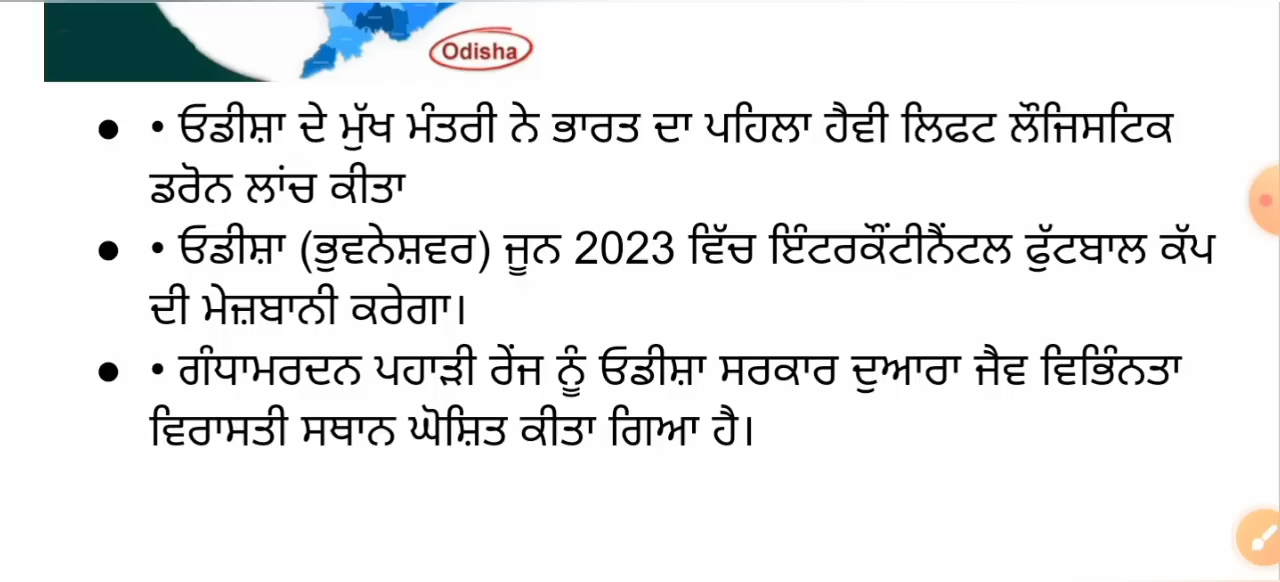 Odisha
● • ਓਡੀਸ਼ਾ ਦੇ ਮੁੱਖ ਮੰਤਰੀ ਨੇ ਭਾਰਤ ਦਾ ਪਹਿਲਾ ਹੈਵੀ ਲਿਫਟ ਲੌਜਿਸਟਿਕ
ਡਰੋਨ ਲਾਂਚ ਕੀਤਾ
● • ਓਡੀਸ਼ਾ (ਭੁਵਨੇਸ਼ਵਰ) ਜੂਨ 2023 ਵਿੱਚ ਇੰਟਰਕੌਂਟੀਨੈਂਟਲ ਫੁੱਟਬਾਲ ਕੱਪ
ਦੀ ਮੇਜ਼ਬਾਨੀ ਕਰੇਗਾ।
● • ਗੰਧਾਮਰਦਨ ਪਹਾੜੀ ਰੇਂਜ ਨੂੰ ਓਡੀਸ਼ਾ ਸਰਕਾਰ ਦੁਆਰਾ ਜੈਵ ਵਿਭਿੰਨਤਾ
ਵਿਰਾਸਤੀ ਸਥਾਨ ਘੋਸ਼ਿਤ ਕੀਤਾ ਗਿਆ ਹੈ।